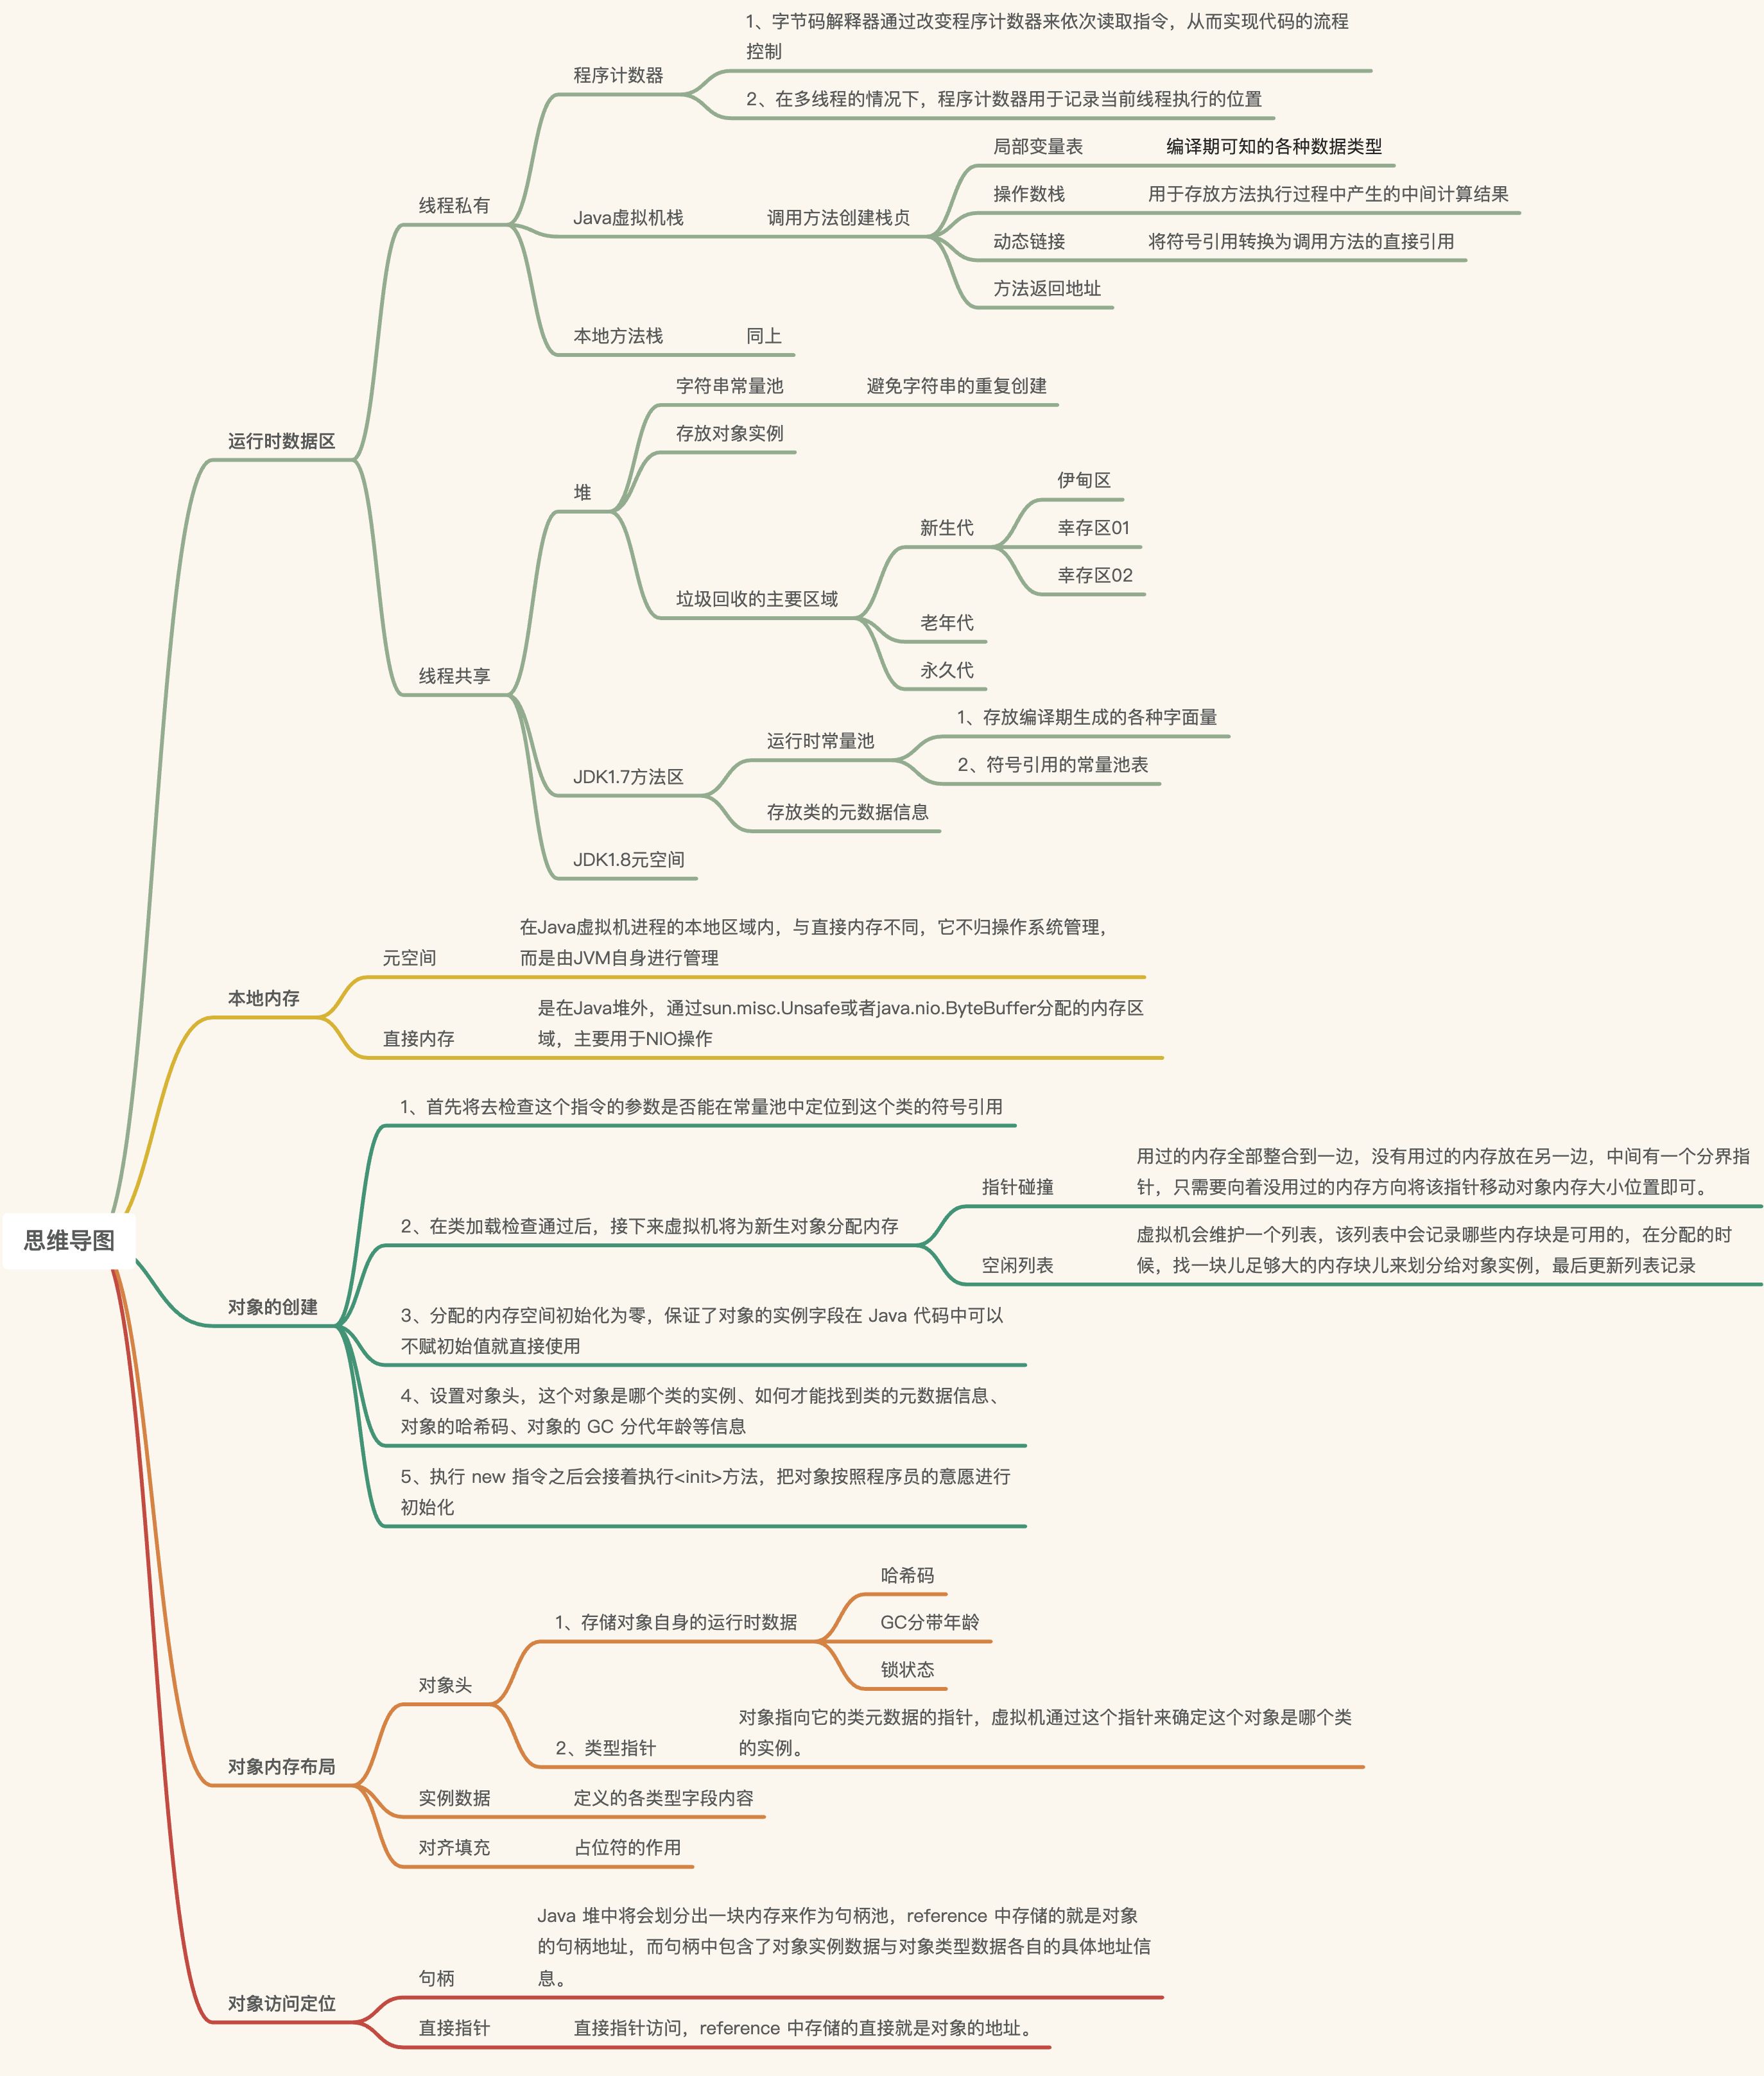 1、字节码解释器通过改变程序计数器来依次读取指令，从而实现代码的流程
控制
程序计数器
2、在多线程的情况下，程序计数器用于记录当前线程执行的位置
局部变量表
编译期可知的各种数据类型
操作数栈
用于存放方法执行过程中产生的中间计算结果
线程私有
Java虚拟机栈
调用方法创建栈贞
动态链接
将符号引用转换为调用方法的直接引用
方法返回地址
本地方法栈
同上
字符串常量池
避免字符串的重复创建
运行时数据区
存放对象实例
堆
伊甸区
新生代
幸存区01
幸存区02
垃圾回收的主要区域
老年代
永久代
线程共享
1、存放编译期生成的各种字面量
运行时常量池
2、符号引用的常量池表
JDK1.7方法区
存放类的元数据信息
JDK1.8元空间
在Java虚拟机进程的本地区域内，与直接内存不同，它不归操作系统管理，
而是由JVM自身进行管理
元空间
本地内存
是在Java堆外，通过sun.misc.Unsafe或者java.nio.ByteBuffer分配的内存区
域，主要用于NIO操作
直接内存
1、首先将去检查这个指令的参数是否能在常量池中定位到这个类的符号引用
用过的内存全部整合到一边，没有用过的内存放在另一边，中间有一个分界指
针，只需要向着没用过的内存方向将该指针移动对象内存大小位置即可。
指针碰撞
2、在类加载检查通过后，接下来虚拟机将为新生对象分配内存
虚拟机会维护一个列表，该列表中会记录哪些内存块是可用的，在分配的时
候，找一块儿足够大的内存块儿来划分给对象实例，最后更新列表记录
空闲列表
思维导图
对象的创建
3、分配的内存空间初始化为零，保证了对象的实例字段在 Java 代码中可以
不赋初始值就直接使用
4、设置对象头，这个对象是哪个类的实例、如何才能找到类的元数据信息、
对象的哈希码、对象的 GC 分代年龄等信息
5、执行 new 指令之后会接着执行<init>方法，把对象按照程序员的意愿进行
初始化
哈希码
1、存储对象自身的运行时数据
GC分带年龄
锁状态
对象头
对象指向它的类元数据的指针，虚拟机通过这个指针来确定这个对象是哪个类
的实例。
2、类型指针
对象内存布局
实例数据
定义的各类型字段内容
对齐填充
占位符的作用
Java 堆中将会划分出一块内存来作为句柄池，reference 中存储的就是对象
的句柄地址，而句柄中包含了对象实例数据与对象类型数据各自的具体地址信
息。
句柄
对象访问定位
直接指针
直接指针访问，reference 中存储的直接就是对象的地址。